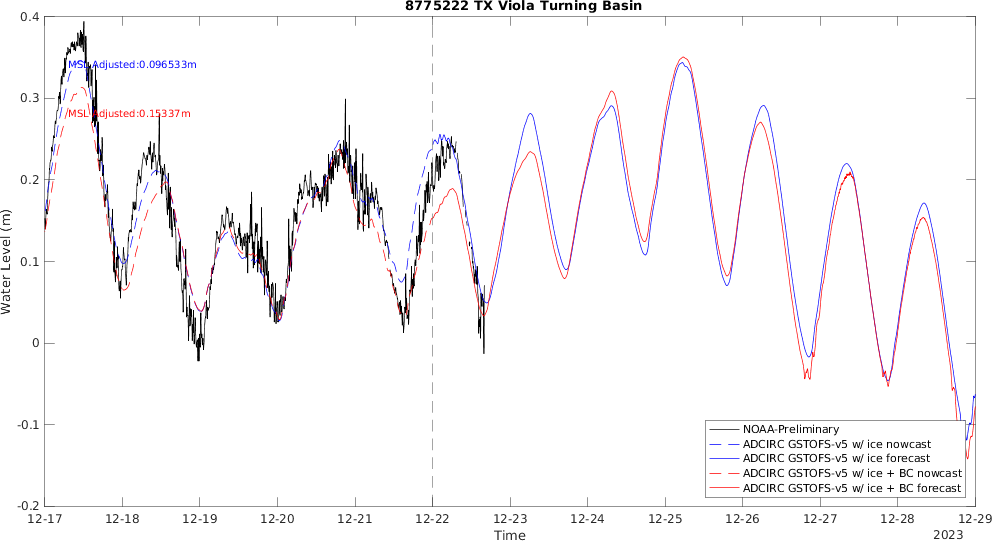 8775222 TX Viola Turning Basin
Water Level (m)
0.4
0.3
0.2
0.1
0
-0.1
-0.2
MSL Adjusted:0.096533m
MSL Adjusted:0.15337m
NOAA-Preliminary
ADCIRC GSTOFS-v5 w/ ice nowcast
ADCIRC GSTOFS-v5 w/ ice forecast
ADCIRC GSTOFS-v5 w/ ice + BC nowcast
ADCIRC GSTOFS-v5 w/ ice + BC forecast
12-17 12-18 12-19 12-20 12-21 12-22 12-23 12-24 12-25 12-26 12-27 12-28 12-29
Time
2023